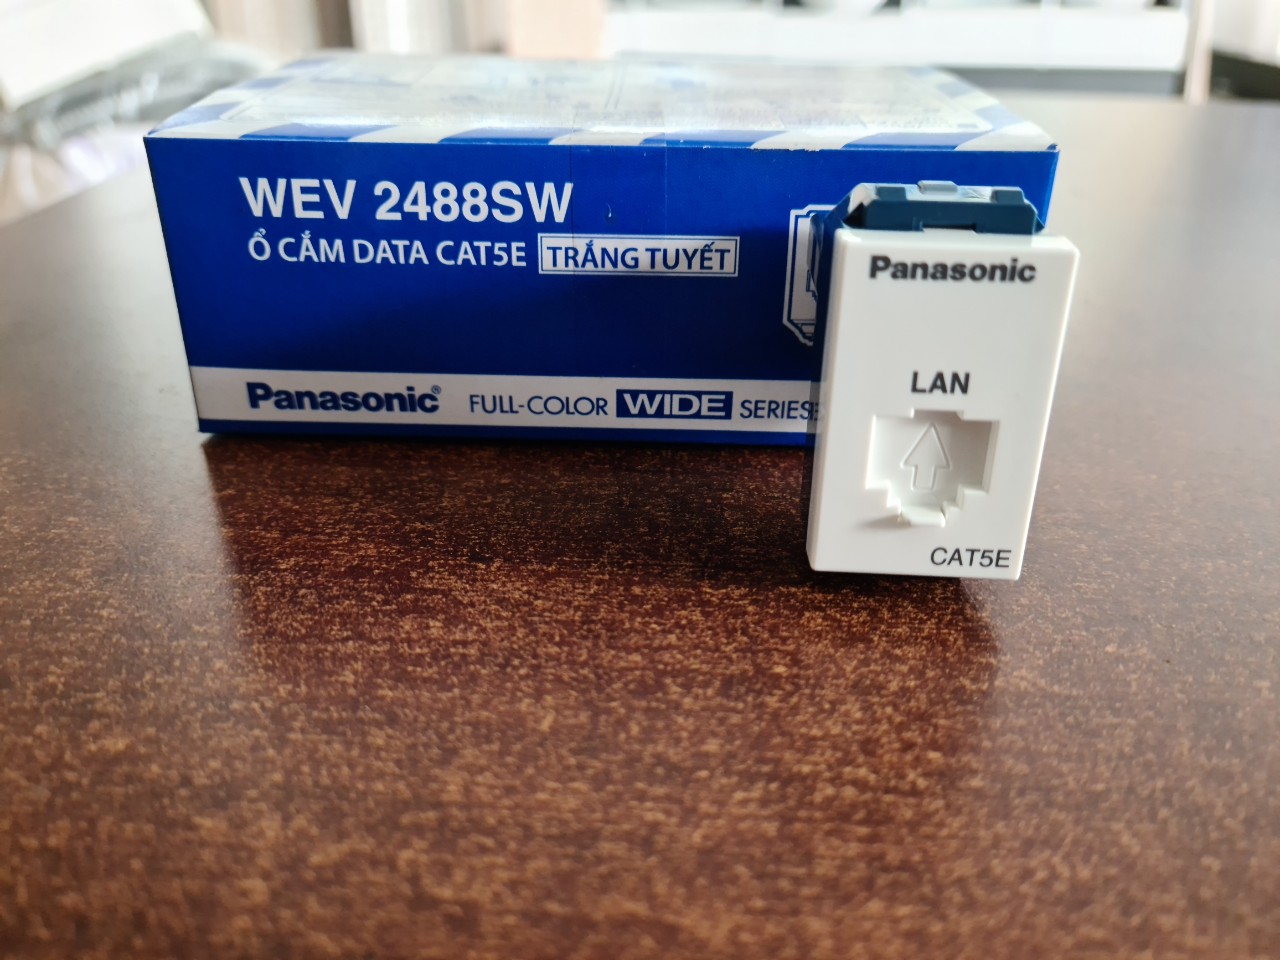 WEV 2488SW
Ổ CẮM DATA CAT5E TRẮNG TUYẾT
Panasonic® FULL-COLOR WIDE SERIES
Panasonic
LAN
CAT5E